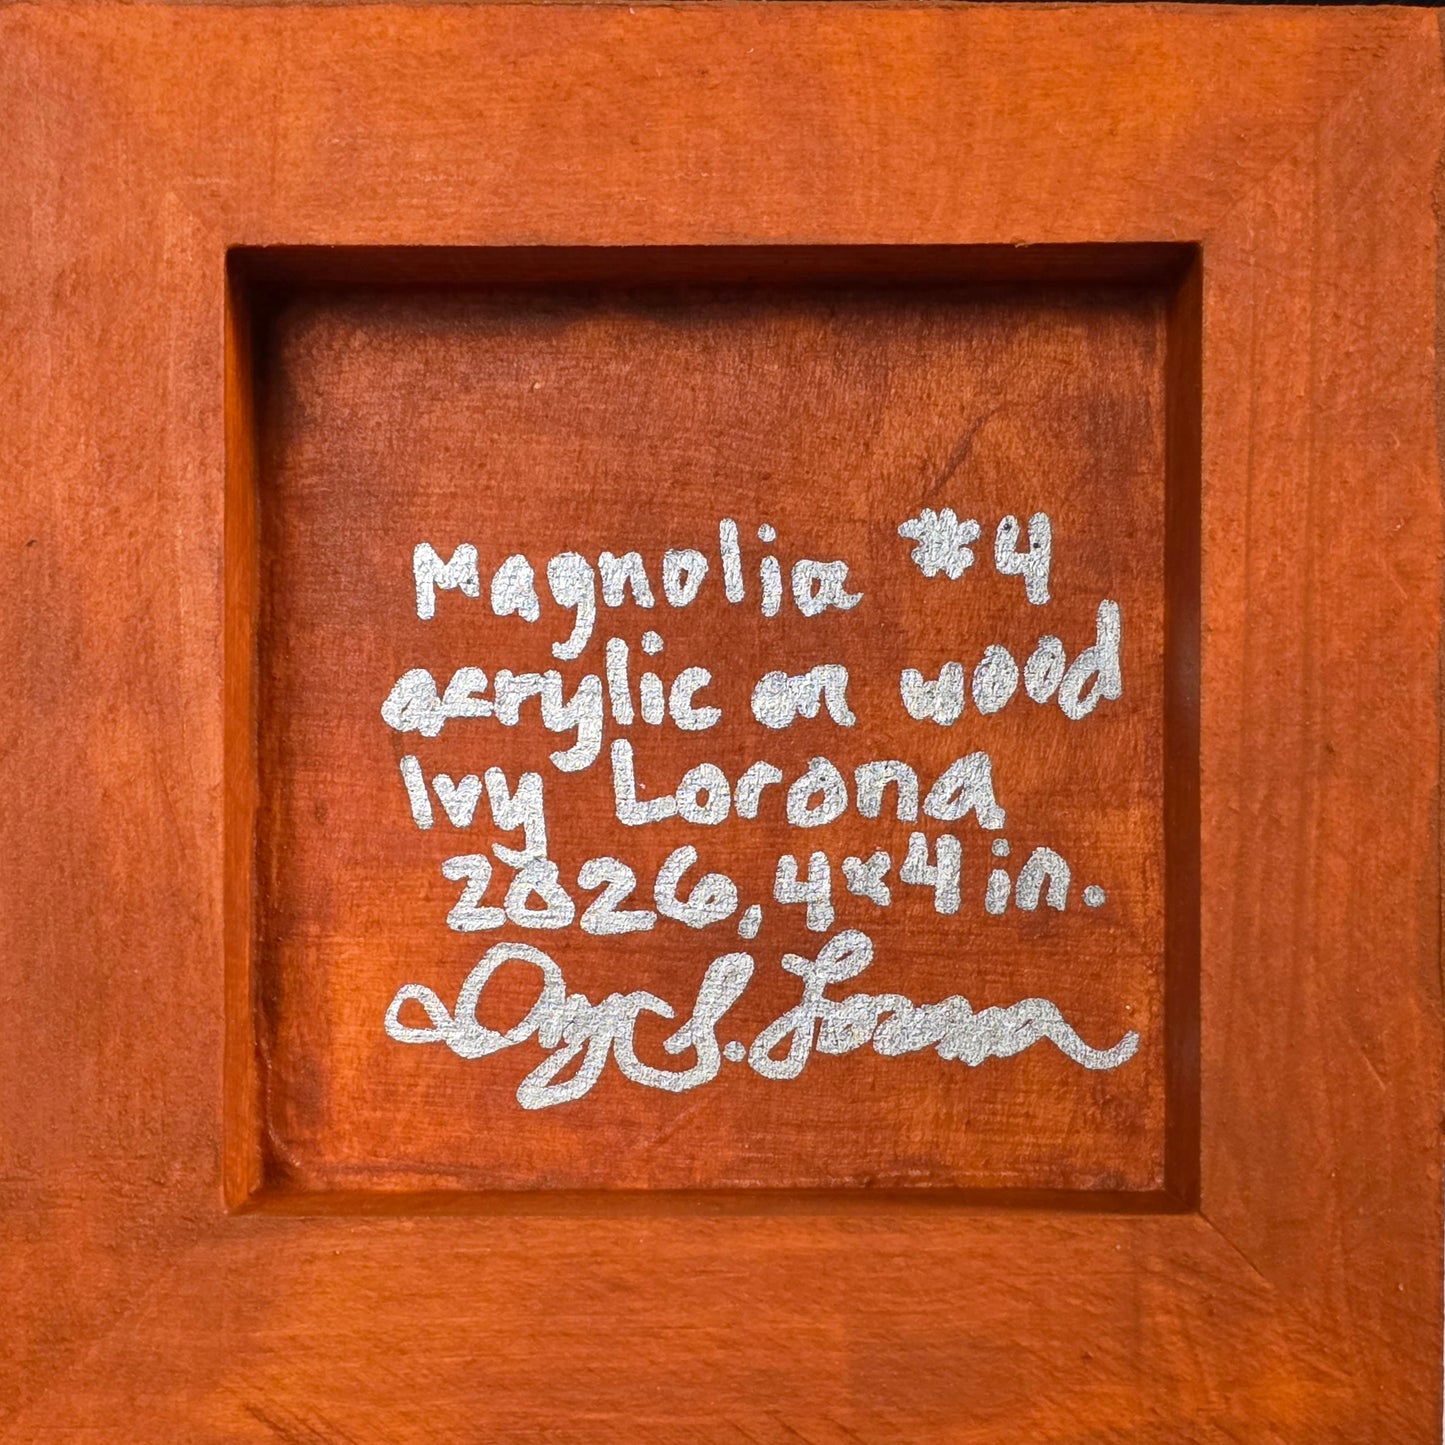 Magnolia #4
acrylic on wood
Ivy Lorona
2026, 4x4 in.